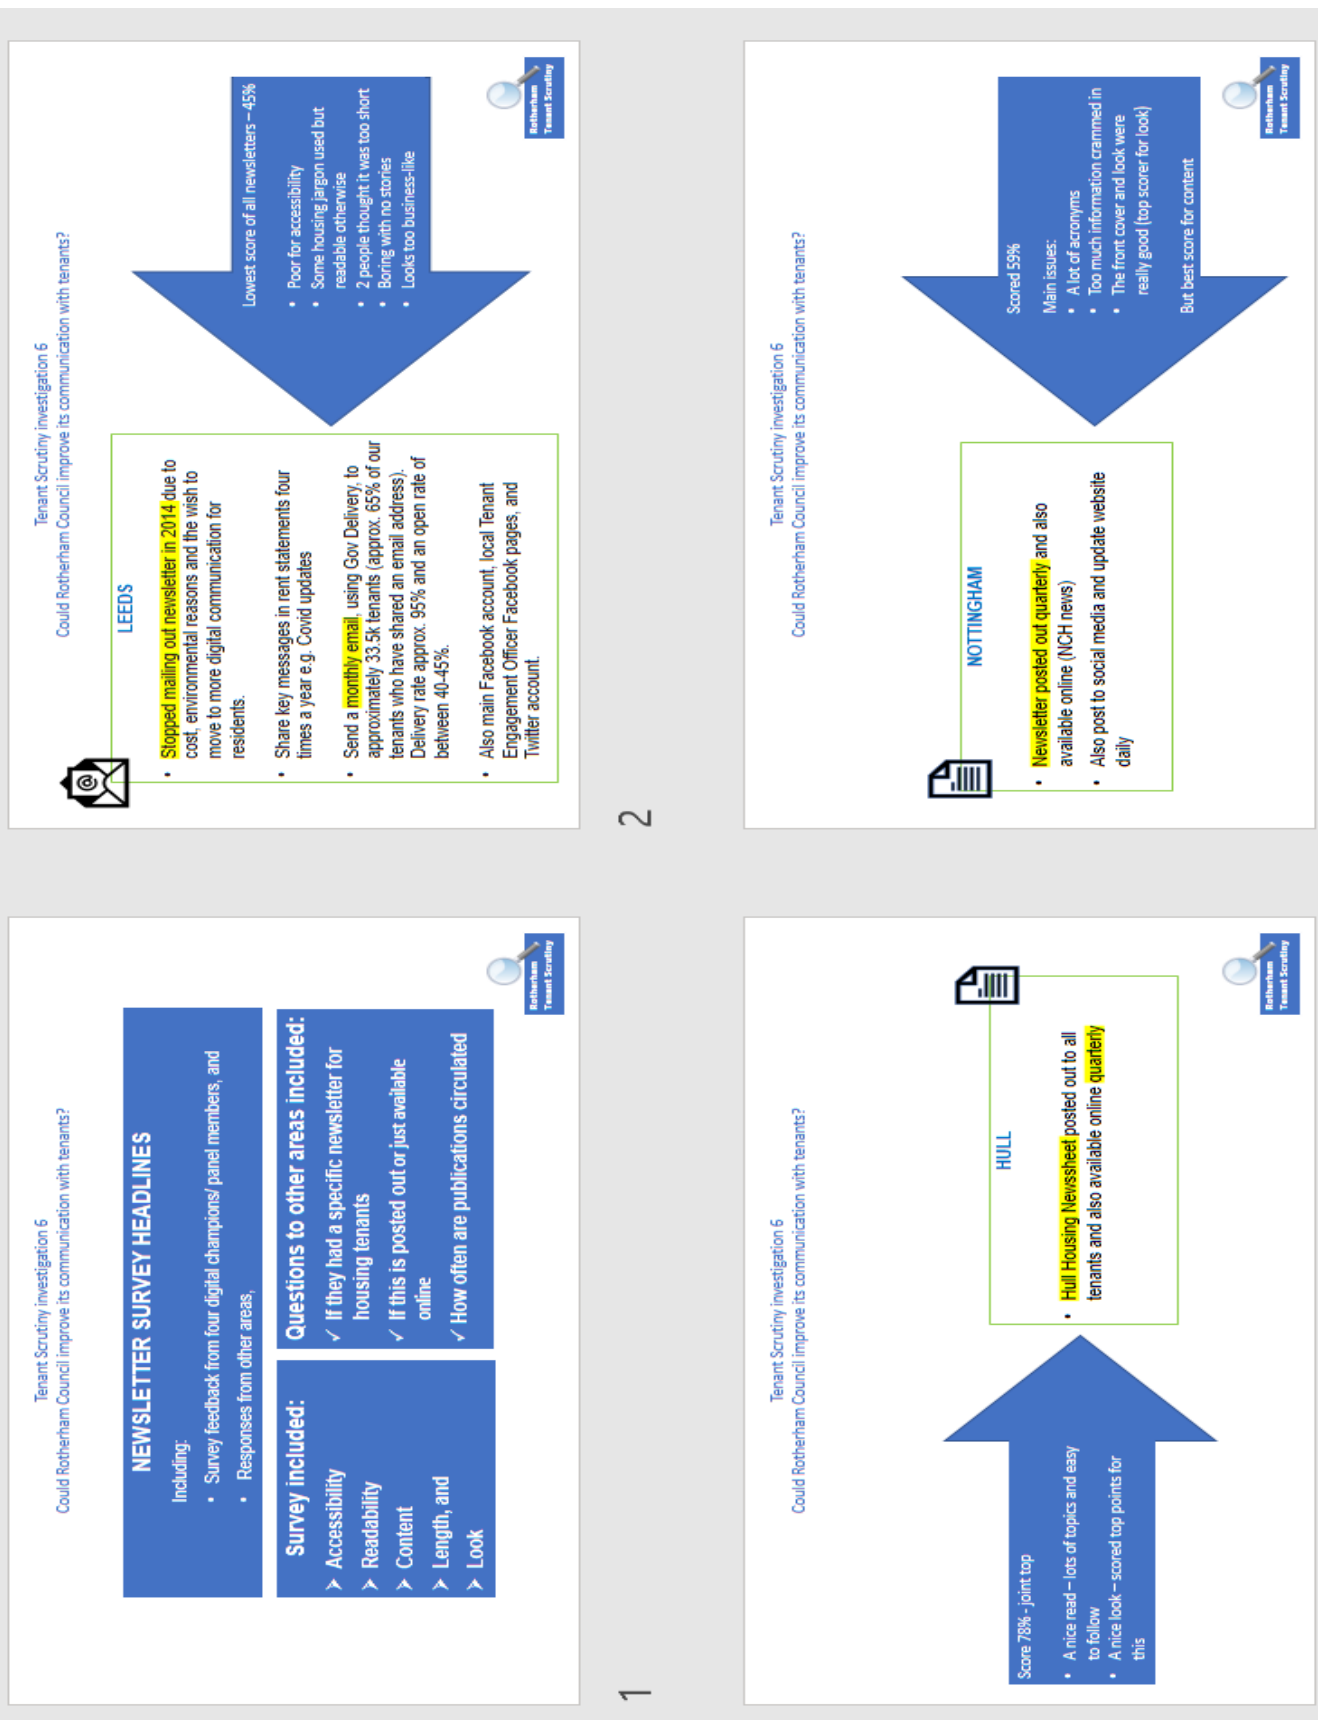 Tenant Scrutiny investigation 6
Could Rotherham Council improve its communication with tenants?
NEWSLETTER SURVEY HEADLINES
Including:
• Survey feedback from four digital champions/ panel members, and
• Responses from other areas,
Survey included:
➤ Accessibility
➤ Readability
➤ Content
➤ Length, and
➤ Look
Questions to other areas included:
✓ If they had a specific newsletter for
housing tenants
✓ If this is posted out or just available
online
✓ How often are publications circulated
Rotherham
Tenant Scrutiny
1
Tenant Scrutiny investigation 6
Could Rotherham Council improve its communication with tenants?
LEEDS
• Stopped mailing out newsletter in 2014 due to
cost, environmental reasons and the wish to
move to more digital communication for
residents.
• Share key messages in rent statements four
times a year e.g. Covid updates
• Send a monthly email, using Gov Delivery, to
approximately 33.5k tenants (approx. 65% of our
tenants who have shared an email address).
Delivery rate approx. 95% and an open rate of
between 40-45%.
• Also main Facebook account, local Tenant
Engagement Officer Facebook pages, and
Twitter account.
Lowest score of all newsletters – 45%
• Poor for accessibility
• Some housing jargon used but
readable otherwise
• 2 people thought it was too short
• Boring with no stories
• Looks too business-like
Rotherham
Tenant Scrutiny
2
Tenant Scrutiny investigation 6
Could Rotherham Council improve its communication with tenants?
Score 78% - joint top
• A nice read – lots of topics and easy
to follow
• A nice look – scored top points for
this
HULL
• Hull Housing Newssheet posted out to all
tenants and also available online quarterly
Rotherham
Tenant Scrutiny
Tenant Scrutiny investigation 6
Could Rotherham Council improve its communication with tenants?
NOTTINGHAM
• Newsletter posted out quarterly and also
available online (NCH news)
• Also post to social media and update website
daily
Scored 59%
Main issues:
• A lot of acronyms
• Too much information crammed in
• The front cover and look were
really good (top scorer for look)
But best score for content
Rotherham
Tenant Scrutiny